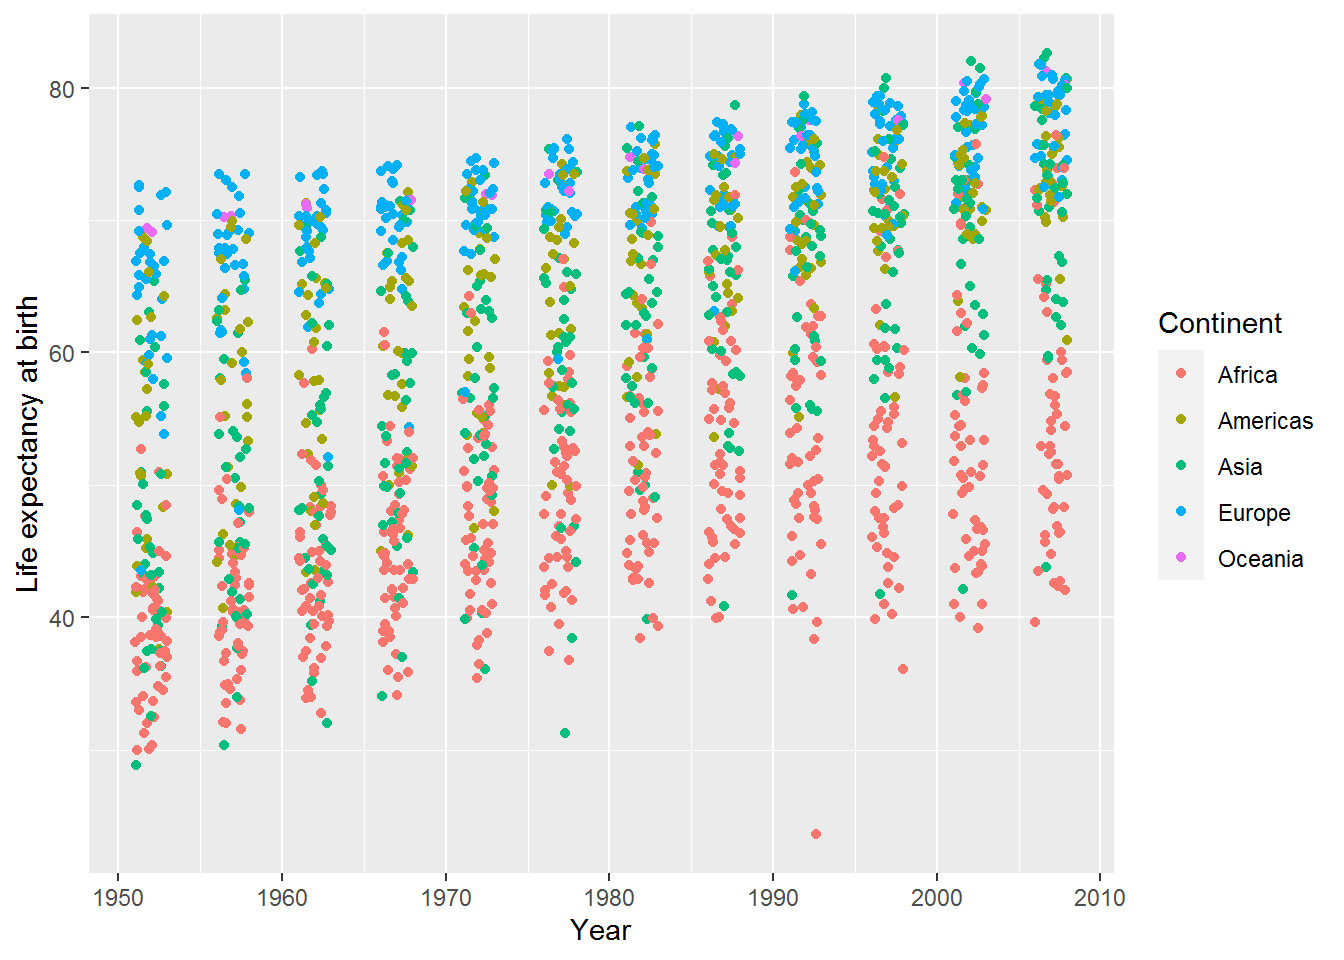 Life expectancy at birth
80
60
40
1950 1960 1970 1980 1990 2000 2010
Year
Continent
Africa
Americas
Asia
Europe
Oceania